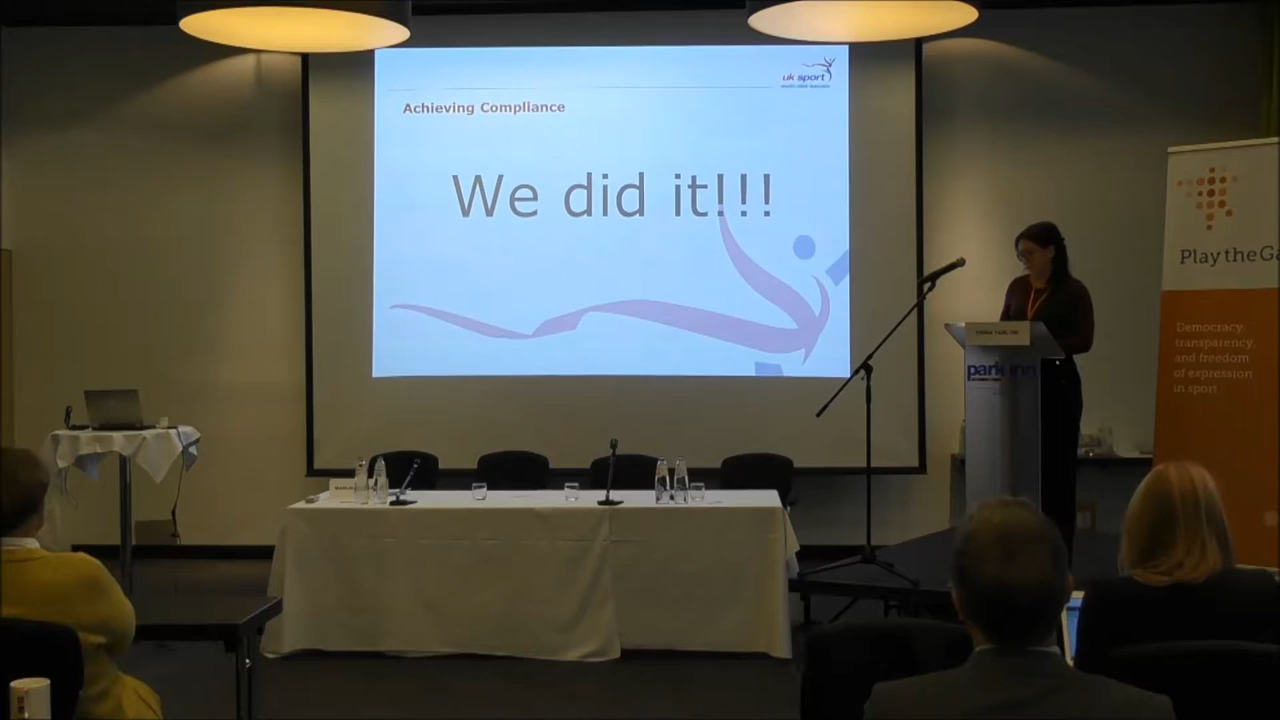 uk sport
Achieving Compliance
We did it!!!
Play the Ga
Democracy,
transparency,
and freedom
of expression
in sport
park inn